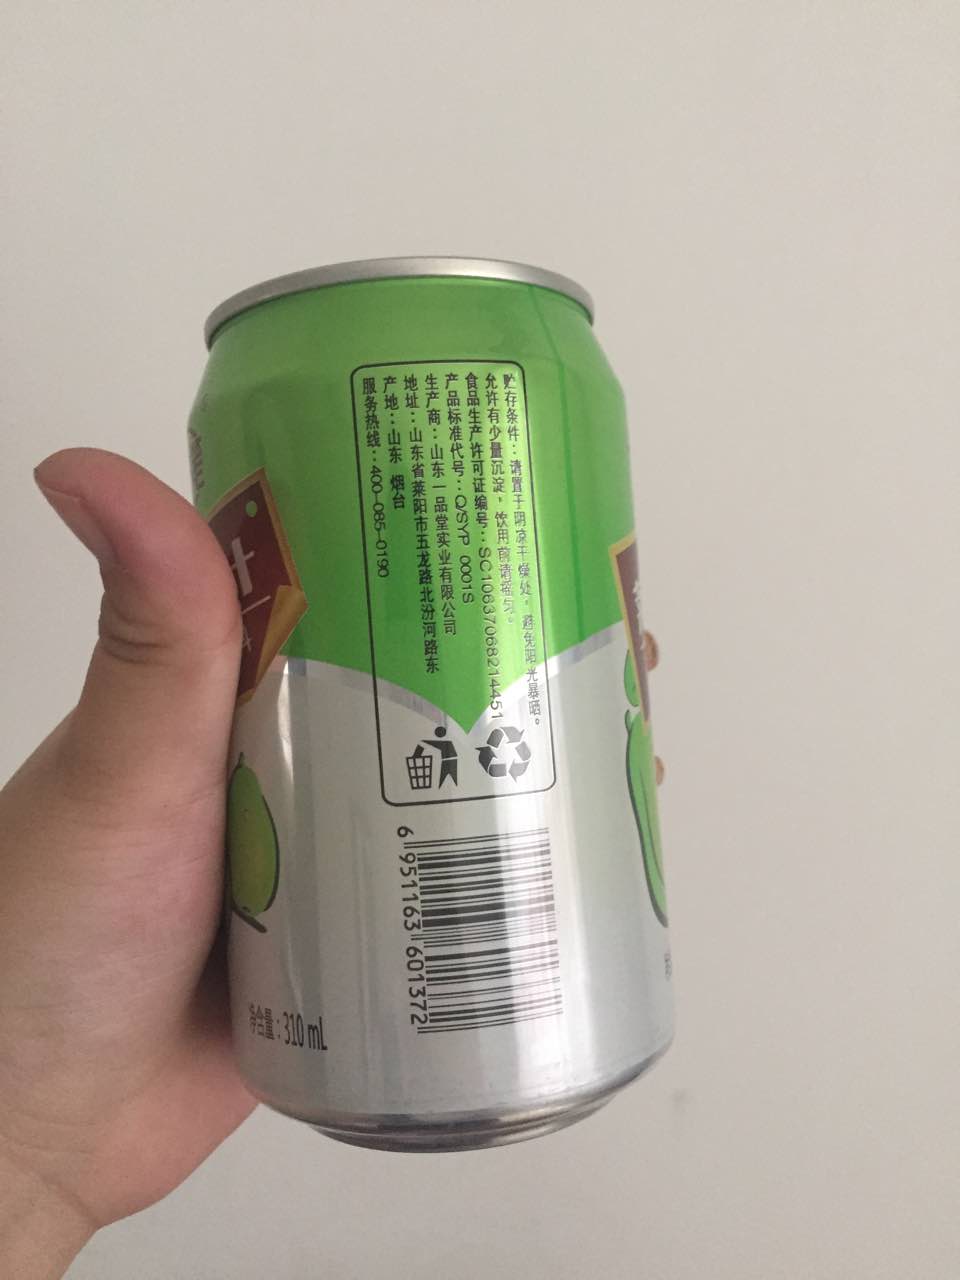 贮存条件：请置于阴凉干燥处，避免阳光暴晒。
允许有少量沉淀，饮用前请摇匀。
食品生产许可证编号：SC10637068214451
产品标准代号：Q/SYP 0001S
生产商：山东一品堂实业有限公司
地址：山东省莱阳市五龙路北汾河路东
产地：山东 烟台
服务热线：400-085-0190
6 951163 601372
净含量：310 mL
汁